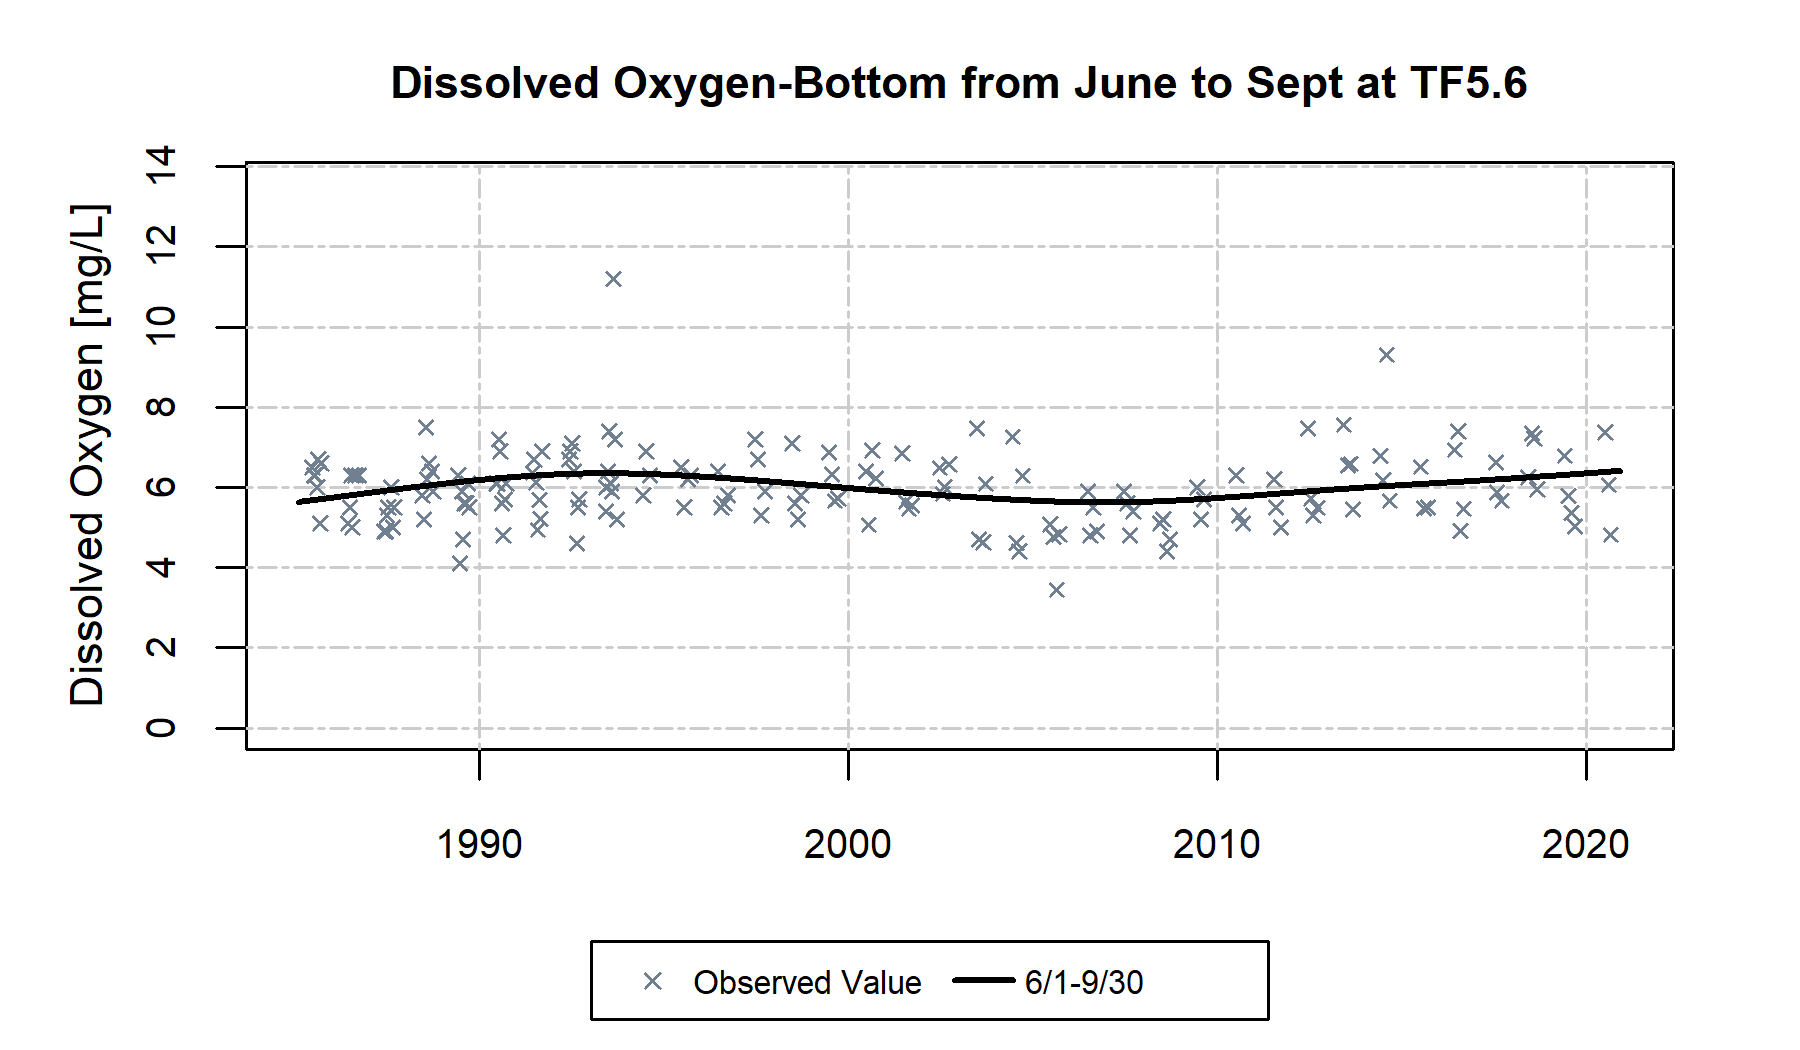 Dissolved Oxygen-Bottom from June to Sept at TF5.6
Dissolved Oxygen [mg/L]
14
12
10
8
6
4
2
0
1990 2000 2010 2020
Observed Value 6/1-9/30